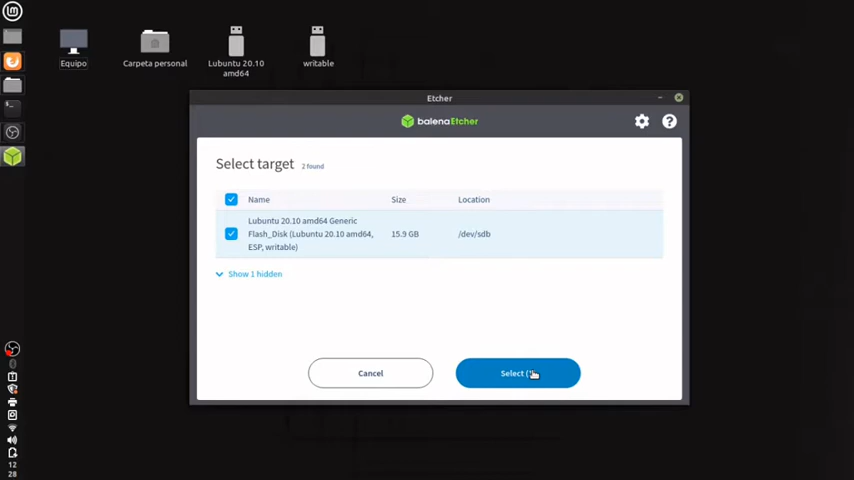 Equipo
Carpeta personal
Lubuntu 20.10
amd64
writable
Etcher
balenaEtcher
Select target 2 found
Name Size Location
Lubuntu 20.10 amd64 Generic
Flash_Disk (Lubuntu 20.10 amd64, 15.9 GB /dev/sdb
ESP, writable)
Show 1 hidden
Cancel Select (
12
28